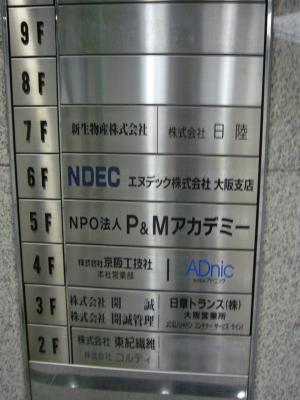 9F
8F
7F 新生物産株式会社 株式会社 日陸
6F NDEC エヌデック株式会社 大阪支店
5F NPO法人 P&Mアカデミー
4F 株式会社 京阪工技社 本社営業部 ADnic
3F 株式会社 開誠 日章トランス(株)
株式会社 開誠管理 大阪営業所
2F 株式会社 東紀繊維
株式会社 コルティ